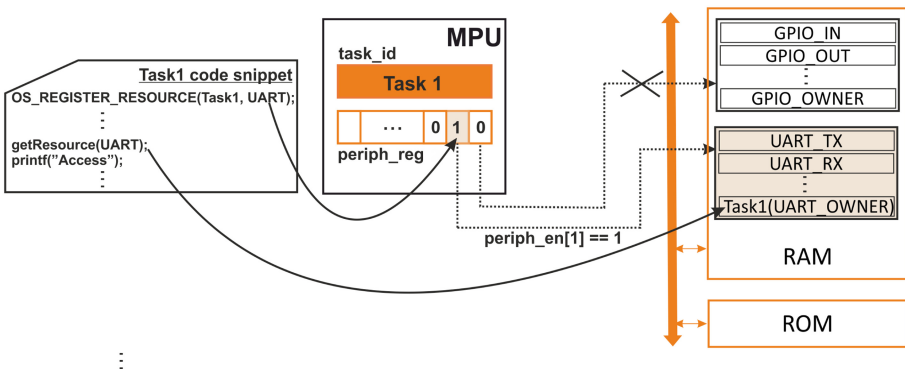 Task1 code snippet
OS_REGISTER_RESOURCE(Task1, UART);
⋮
getResource(UART);
printf("Access");
⋮
⋮
MPU
task_id
Task 1
... 0 1 0
periph_reg
periph_en[1] == 1
GPIO_IN
GPIO_OUT
⋮
GPIO_OWNER
UART_TX
UART_RX
⋮
Task1(UART_OWNER)
RAM
ROM